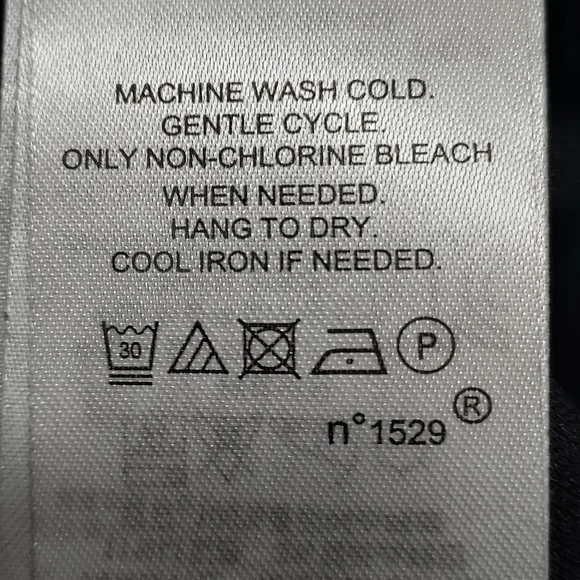 MACHINE WASH COLD.
GENTLE CYCLE.
ONLY NON-CHLORINE BLEACH
WHEN NEEDED.
HANG TO DRY.
COOL IRON IF NEEDED.
30 P
n°1529 ®